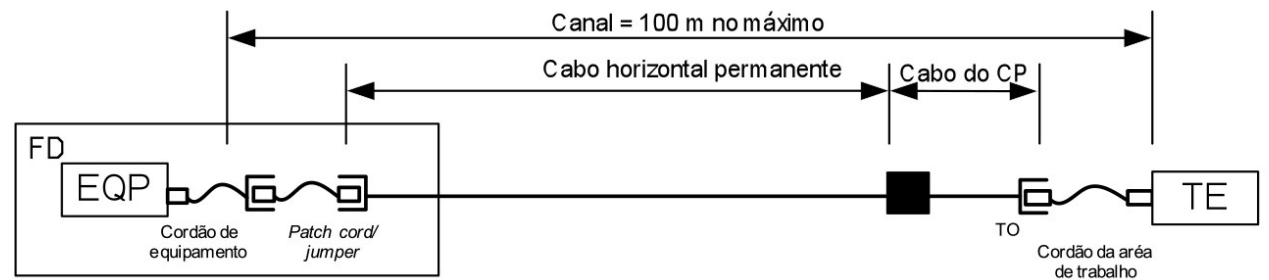 Canal = 100 m no máximo
Cabo horizontal permanente
Cabo do CP
FD
EQP
TE
Cordão de
equipamento
Patch cord/
jumper
TO
Cordão da aréa
de trabalho